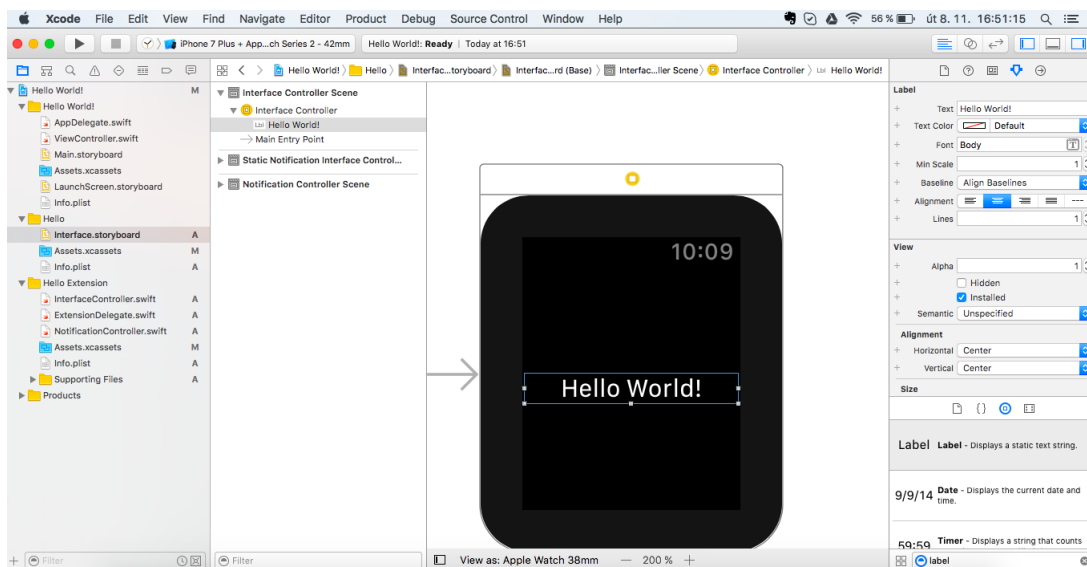 Xcode File Edit View Find Navigate Editor Product Debug Source Control Window Help 56 % út 8. 11. 16:51:15
iPhone 7 Plus + App...ch Series 2 - 42mm Hello World!: Ready | Today at 16:51
Hello World! Hello Interfac...toryboard Interfac...rd (Base) Interfac...ller Scene Interface Controller Lbl Hello World!
Hello World! M
Hello World!
AppDelegate.swift
ViewController.swift
Main.storyboard
Assets.xcassets
LaunchScreen.storyboard
Info.plist
Hello
Interface.storyboard A
Assets.xcassets M
Info.plist A
Hello Extension
InterfaceController.swift A
ExtensionDelegate.swift A
NotificationController.swift A
Assets.xcassets M
Info.plist A
Supporting Files A
Products
Filter
Interface Controller Scene
Interface Controller
Lbl Hello World!
Main Entry Point
Static Notification Interface Control...
Notification Controller Scene
Filter
10:09
Hello World!
View as: Apple Watch 38mm — 200 % +
Label
+ Text Hello World!
+ Text Color Default
+ Font Body T
+ Min Scale 1
+ Baseline Align Baselines
+ Alignment
+ Lines 1
View
+ Alpha 1
+ Hidden
+ Installed
+ Semantic Unspecified
Alignment
+ Horizontal Center
+ Vertical Center
Size
Label Label - Displays a static text string.
9/9/14 Date - Displays the current date and
time.
59:59 Timer - Displays a string that counts
label